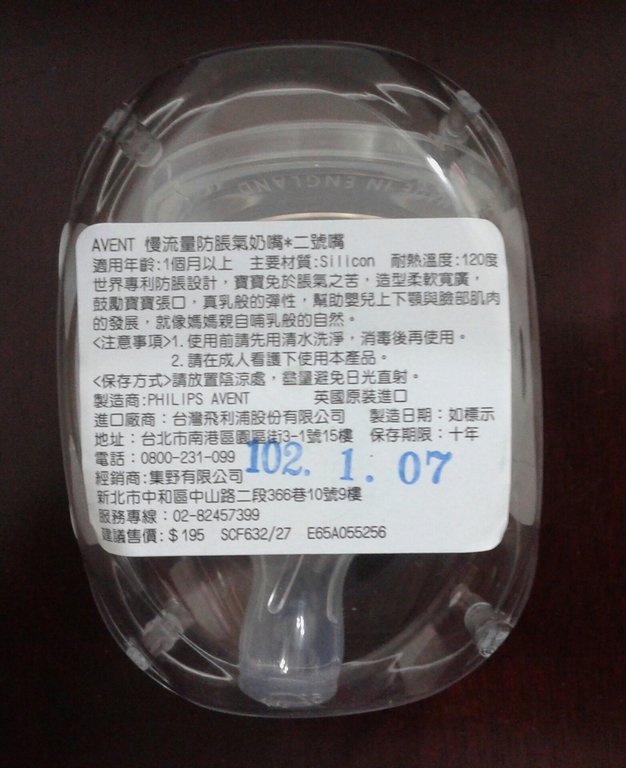 MADE IN ENGLAND
AVENT 慢流量防脹氣奶嘴*二號嘴
適用年齡:1個月以上 主要材質:Silicon 耐熱溫度:120度
世界專利防脹設計，寶寶免於脹氣之苦，造型柔軟寬廣，
鼓勵寶寶張口，真乳般的彈性，幫助嬰兒上下顎與臉部肌肉
的發展，就像媽媽親自哺乳般的自然。
<注意事項>1.使用前請先用清水洗淨，消毒後再使用。
2.請在成人看護下使用本產品。
<保存方式>請放置陰涼處，盡量避免日光直射。
製造商:PHILIPS AVENT 英國原裝進口
進口廠商：台灣飛利浦股份有限公司 製造日期：如標示
地址：台北市南港區園區街3-1號15樓 保存期限：十年
電話：0800-231-099
102. 1. 07
經銷商:集野有限公司
新北市中和區中山路二段366巷10號9樓
服務專線：02-82457399
建議售價:$195 SCF632/27 E65A055256